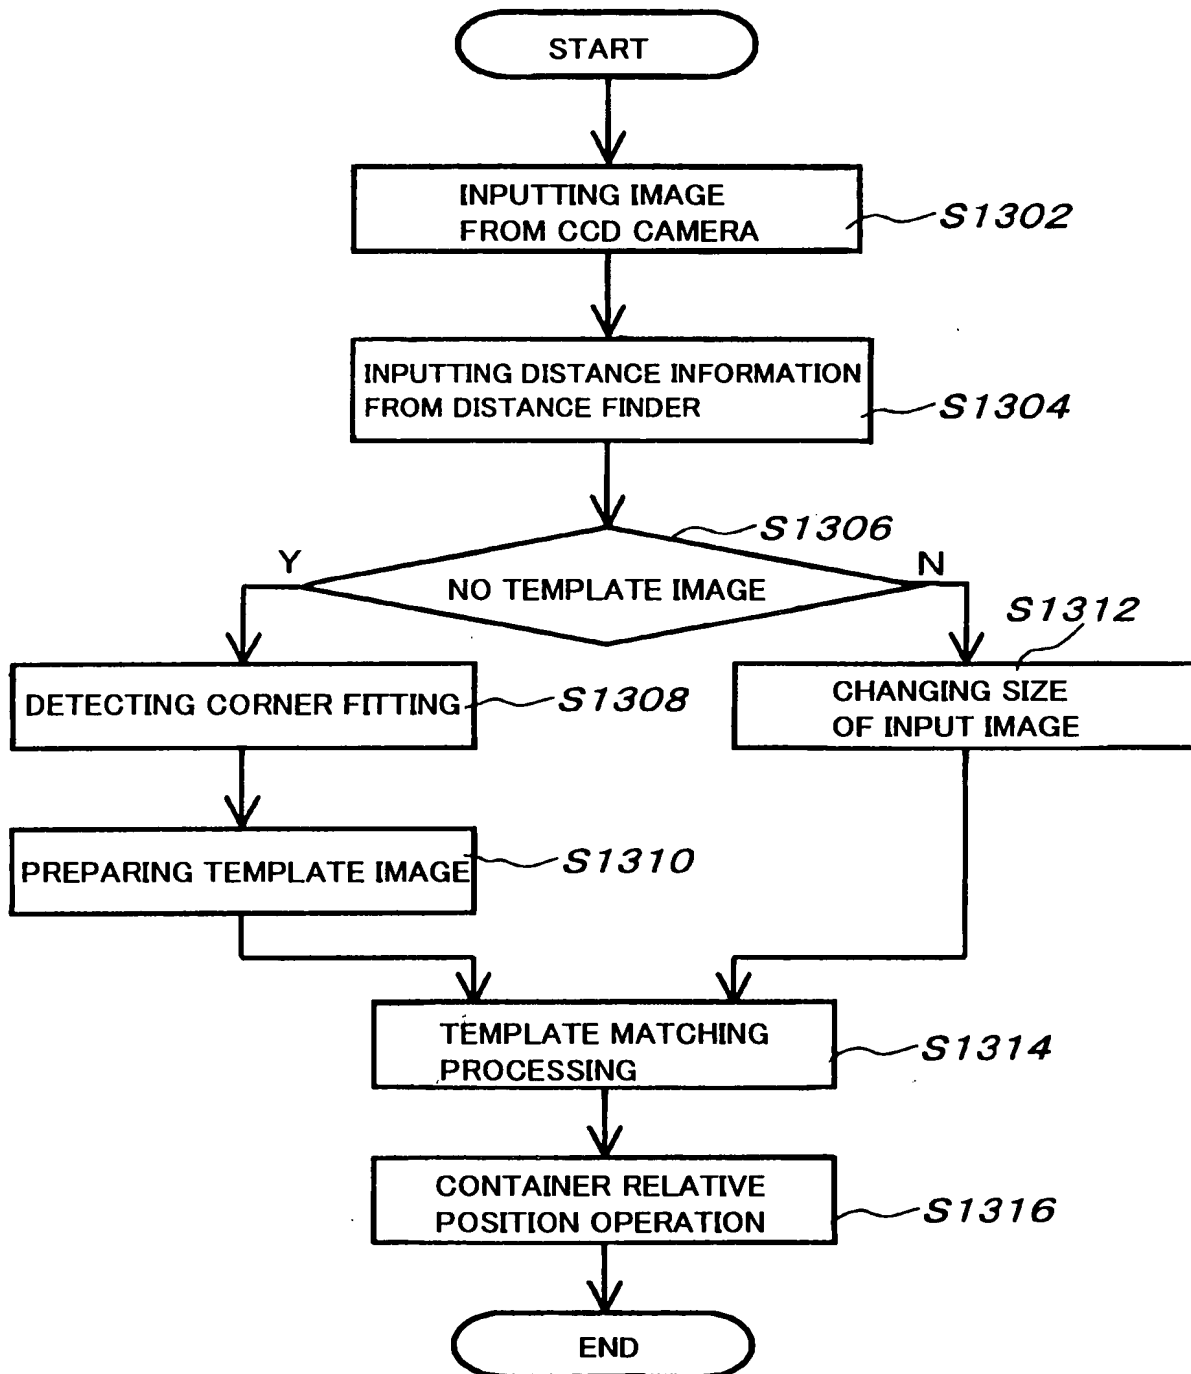 START
INPUTTING IMAGE
FROM CCD CAMERA
S1302
INPUTTING DISTANCE INFORMATION
FROM DISTANCE FINDER
S1304
S1306
Y
NO TEMPLATE IMAGE
N
S1312
DETECTING CORNER FITTING
S1308
CHANGING SIZE
OF INPUT IMAGE
PREPARING TEMPLATE IMAGE
S1310
TEMPLATE MATCHING
PROCESSING
S1314
CONTAINER RELATIVE
POSITION OPERATION
S1316
END